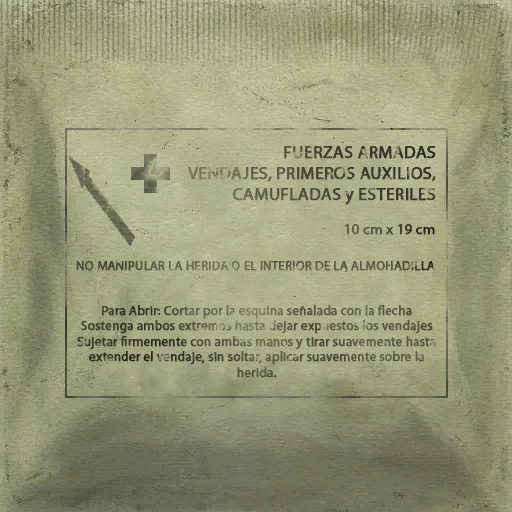 FUERZAS ARMADAS
VENDAJES, PRIMEROS AUXILIOS,
CAMUFLADAS y ESTERILES
10 cm x 19 cm
NO MANIPULAR LA HERIDA O EL INTERIOR DE LA ALMOHADILLA
Para Abrir: Cortar por la esquina señalada con la flecha
Sostenga ambos extremos hasta dejar expuestos los vendajes
Sujetar firmemente con ambas manos y tirar suavemente hasta
extender el vendaje, sin soltar, aplicar suavemente sobre la
herida.